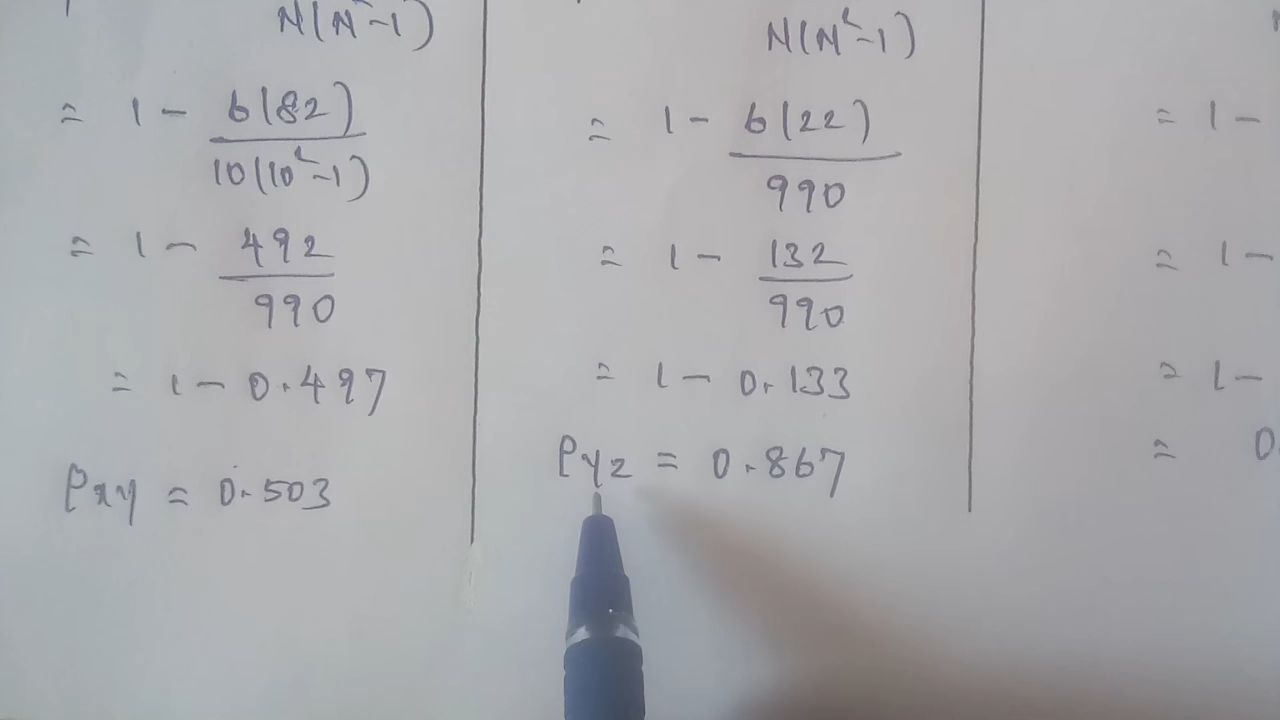 N(N²-1)
= 1 - 6(82)
10(10²-1)
= 1 - 492
990
= 1 - 0.497
ρxy = 0.503
N(N²-1)
= 1 - 6(22)
990
= 1 - 132
990
= 1 - 0.133
ρyz = 0.867
= 1 -
= 1 -
= 1 -
= 0.